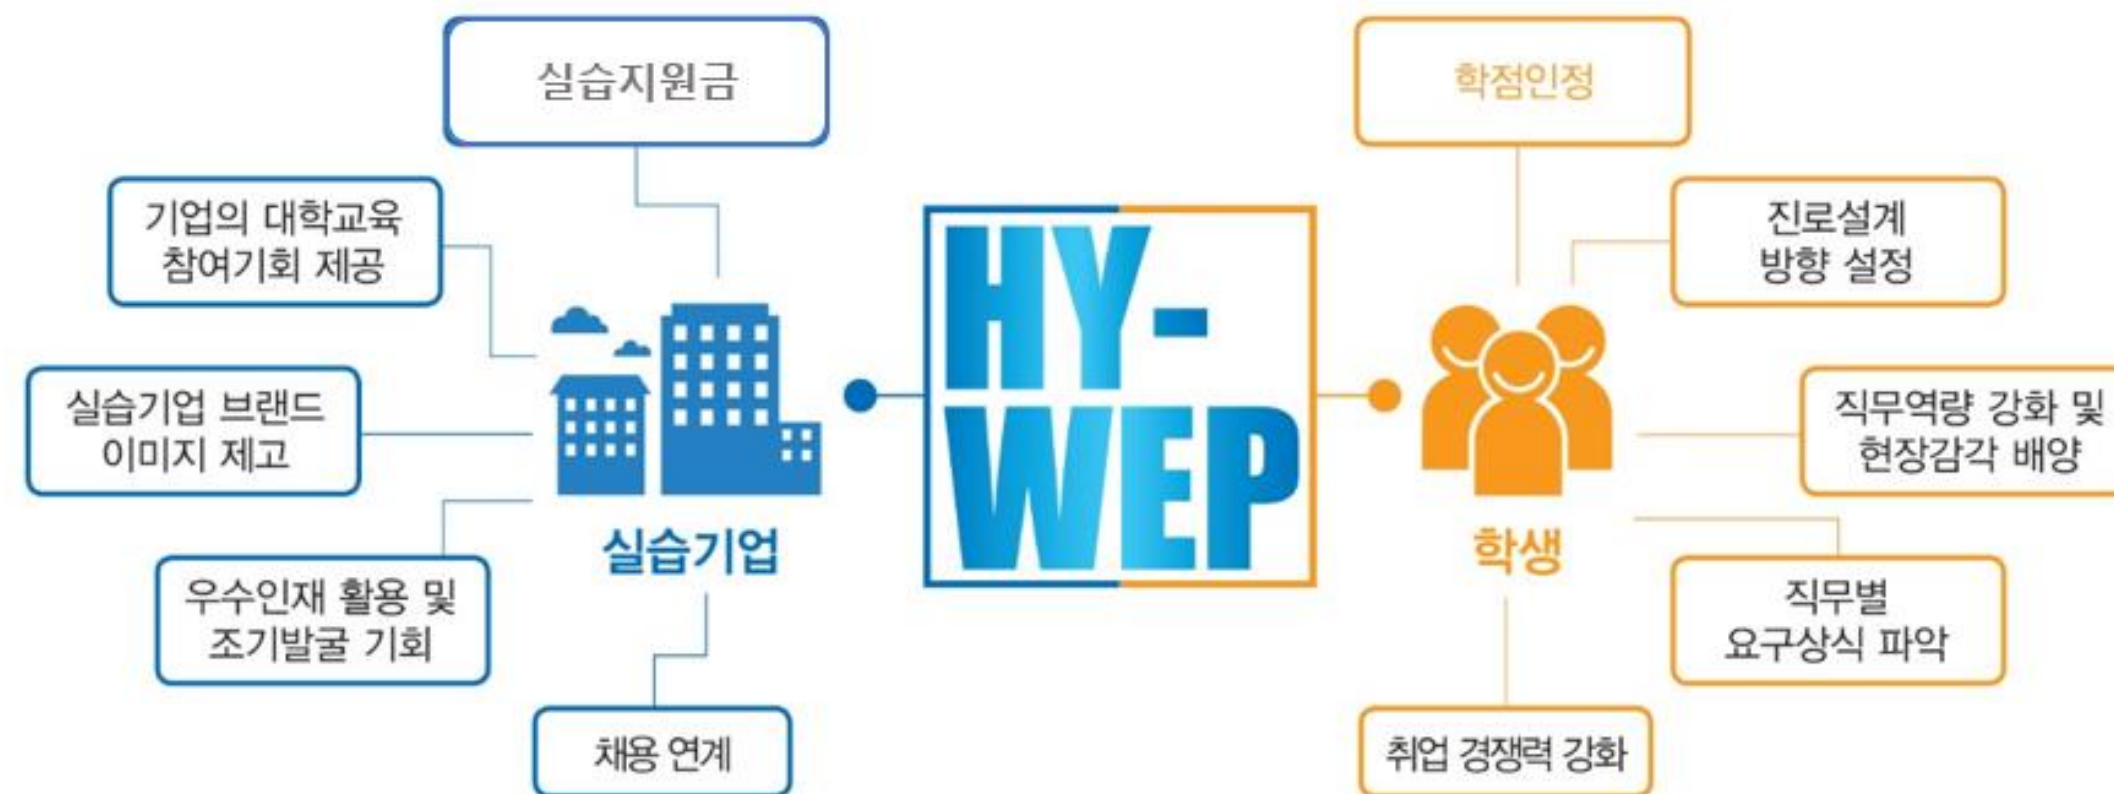 실습지원금
학점인정
기업의 대학교육
참여기회 제공
진로설계
방향 설정
HY-
WEP
실습기업 브랜드
이미지 제고
직무역량 강화 및
현장감각 배양
실습기업
학생
우수인재 활용 및
조기발굴 기회
직무별
요구상식 파악
채용 연계
취업 경쟁력 강화